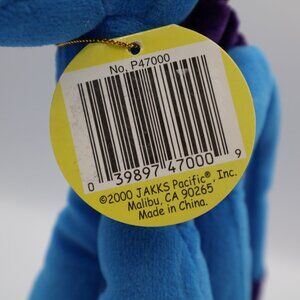 No. P47000
0 39897 47000 9
©2000 JAKKS Pacific®, Inc.
Malibu, CA 90265
Made in China.